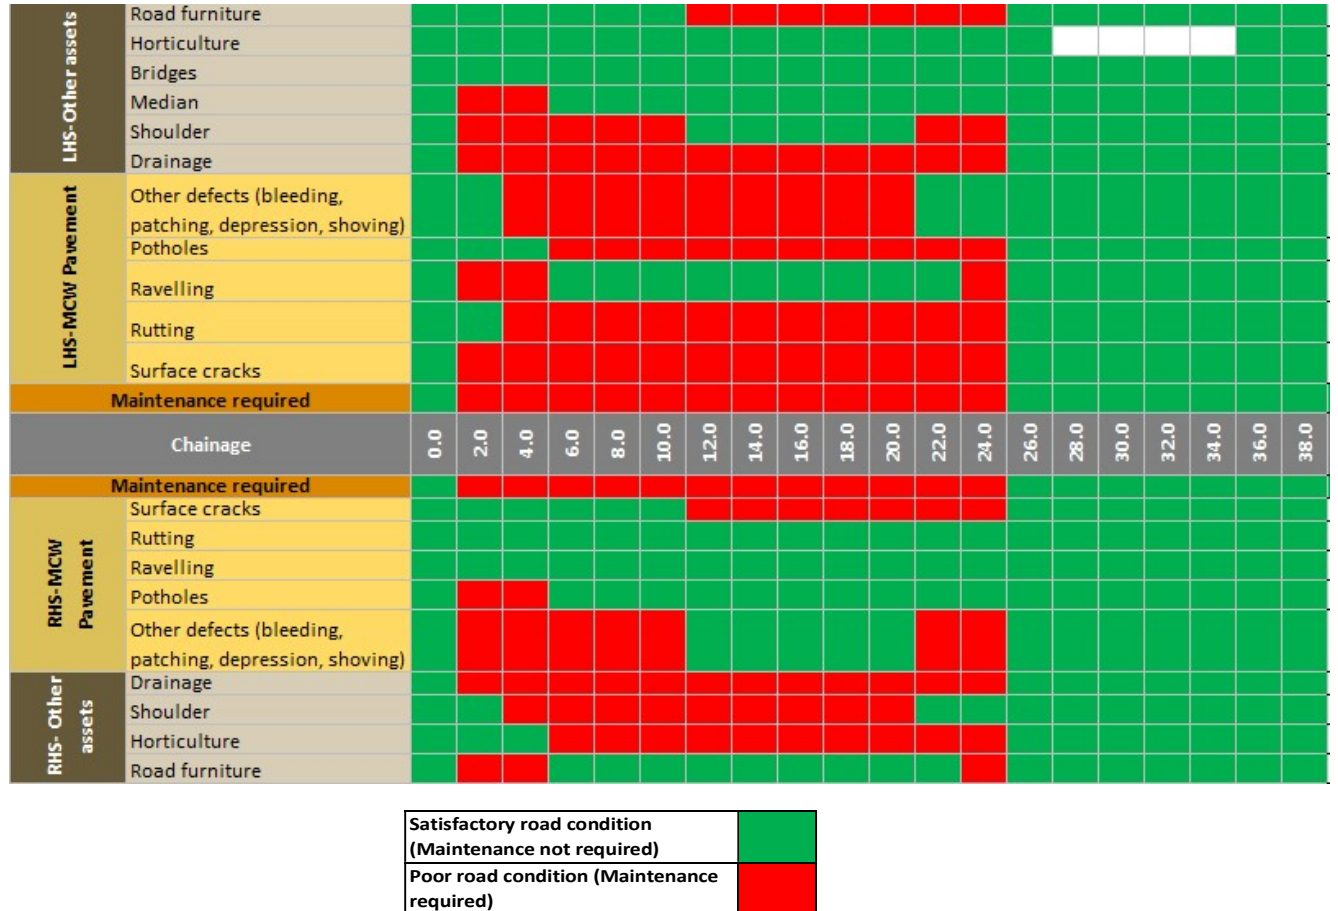 LHS-Other assets
Road furniture
Horticulture
Bridges
Median
Shoulder
Drainage
LHS-MCW Pavement
Other defects (bleeding,
patching, depression, shoving)
Potholes
Ravelling
Rutting
Surface cracks
Maintenance required
Chainage 0.0 2.0 4.0 6.0 8.0 10.0 12.0 14.0 16.0 18.0 20.0 22.0 24.0 26.0 28.0 30.0 32.0 34.0 36.0 38.0
Maintenance required
RHS-MCW
Pavement
Surface cracks
Rutting
Ravelling
Potholes
Other defects (bleeding,
patching, depression, shoving)
RHS- Other
assets
Drainage
Shoulder
Horticulture
Road furniture
Satisfactory road condition
(Maintenance not required)
Poor road condition (Maintenance
required)